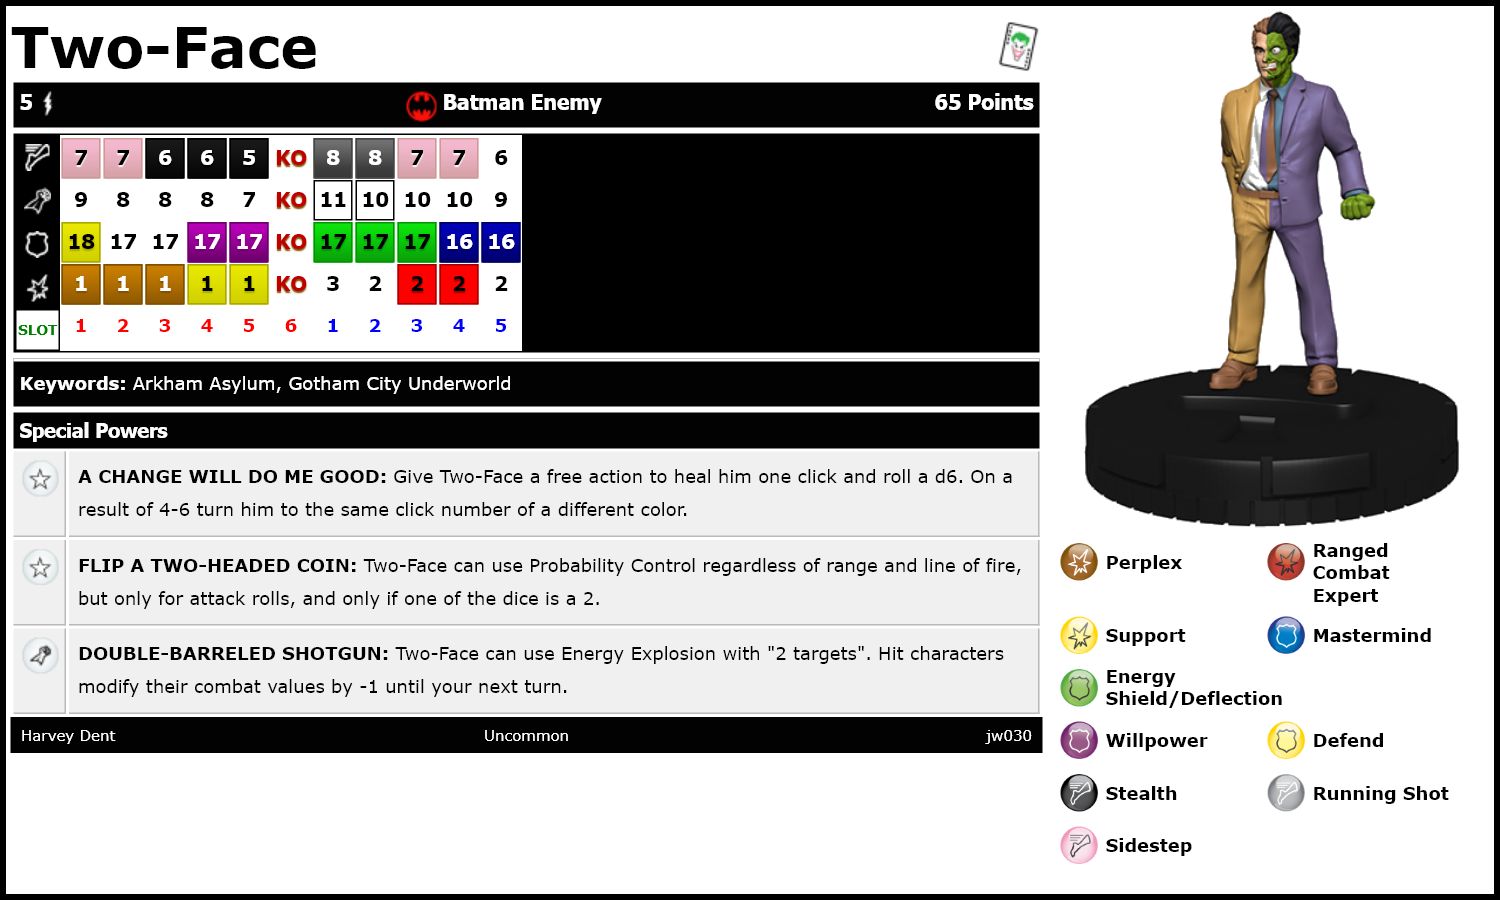 Two-Face
5 Batman Enemy 65 Points
7 7 6 6 5 KO 8 8 7 7 6
9 8 8 8 7 KO 11 10 10 10 9
18 17 17 17 17 KO 17 17 17 16 16
1 1 1 1 1 KO 3 2 2 2 2
SLOT 1 2 3 4 5 6 1 2 3 4 5
Keywords: Arkham Asylum, Gotham City Underworld
Special Powers
A CHANGE WILL DO ME GOOD: Give Two-Face a free action to heal him one click and roll a d6. On a
result of 4-6 turn him to the same click number of a different color.
FLIP A TWO-HEADED COIN: Two-Face can use Probability Control regardless of range and line of fire,
but only for attack rolls, and only if one of the dice is a 2.
DOUBLE-BARRELED SHOTGUN: Two-Face can use Energy Explosion with "2 targets". Hit characters
modify their combat values by -1 until your next turn.
Harvey Dent Uncommon jw030
Perplex
Ranged
Combat
Expert
Support
Mastermind
Energy
Shield/Deflection
Willpower
Defend
Stealth
Running Shot
Sidestep